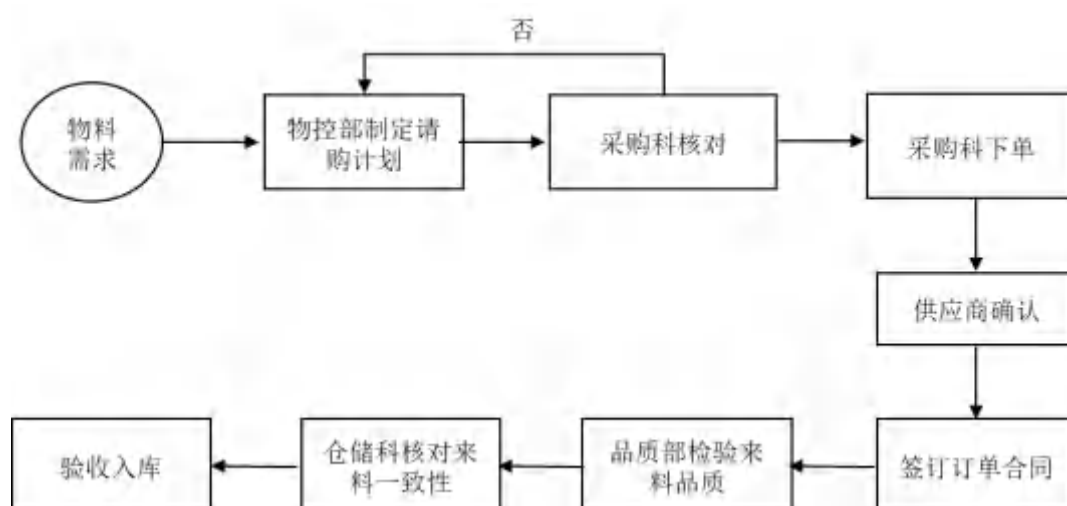 否
物料
需求
物控部制定请
购计划
采购科核对
采购科下单
供应商确认
签订订单合同
品质部检验来
料品质
仓储科核对来
料一致性
验收入库